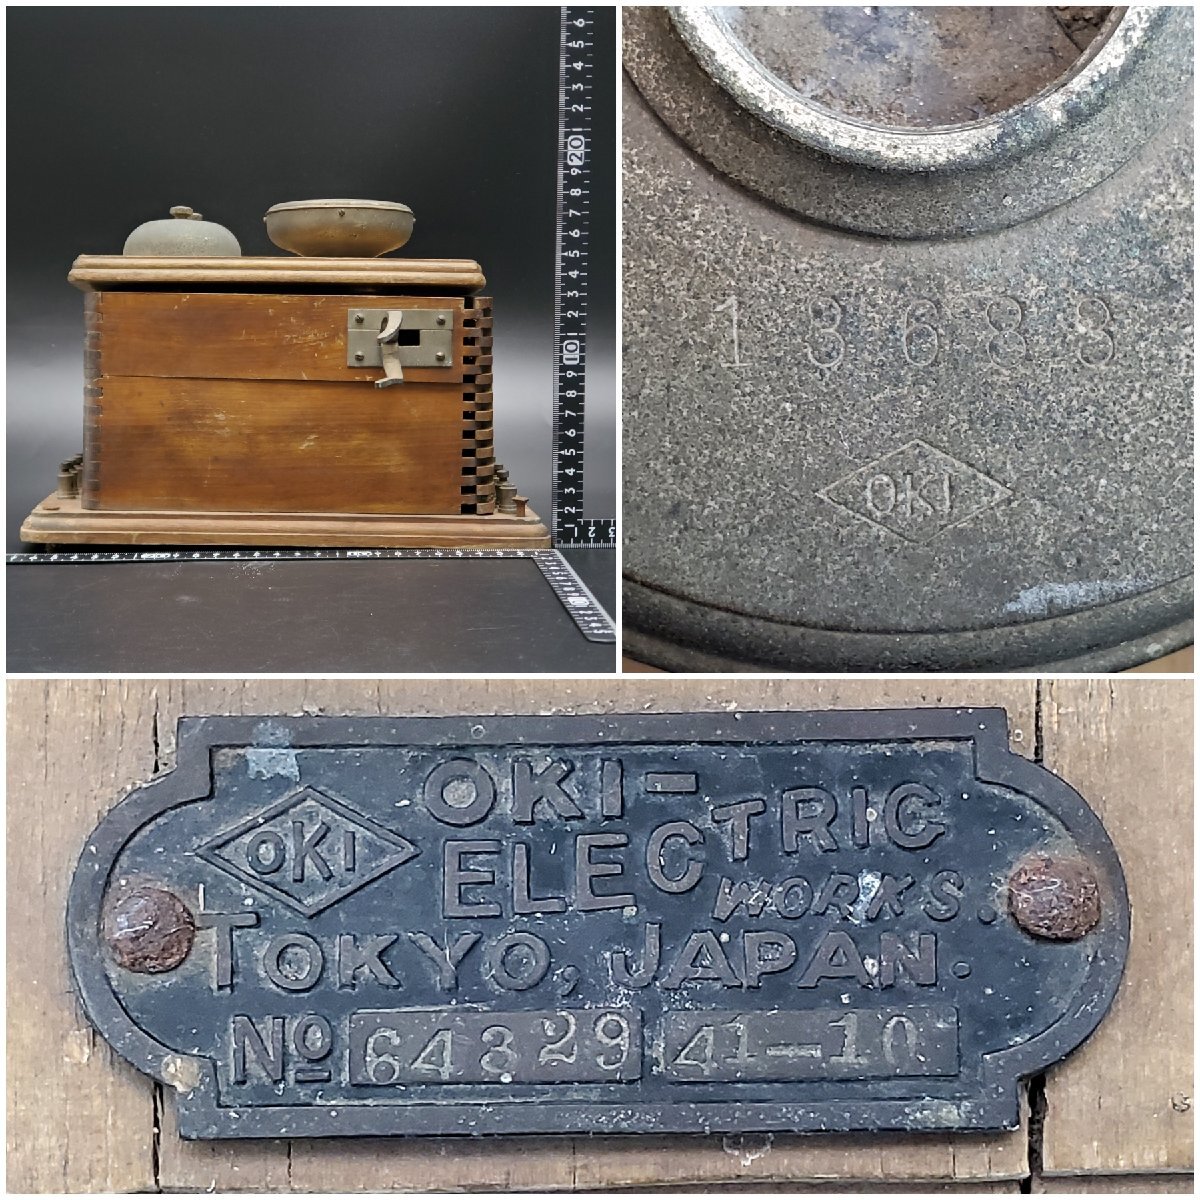 13688
OKI
OKI
OKI-
ELECTRIC
WORKS.
TOKYO, JAPAN.
No 64329 41-10